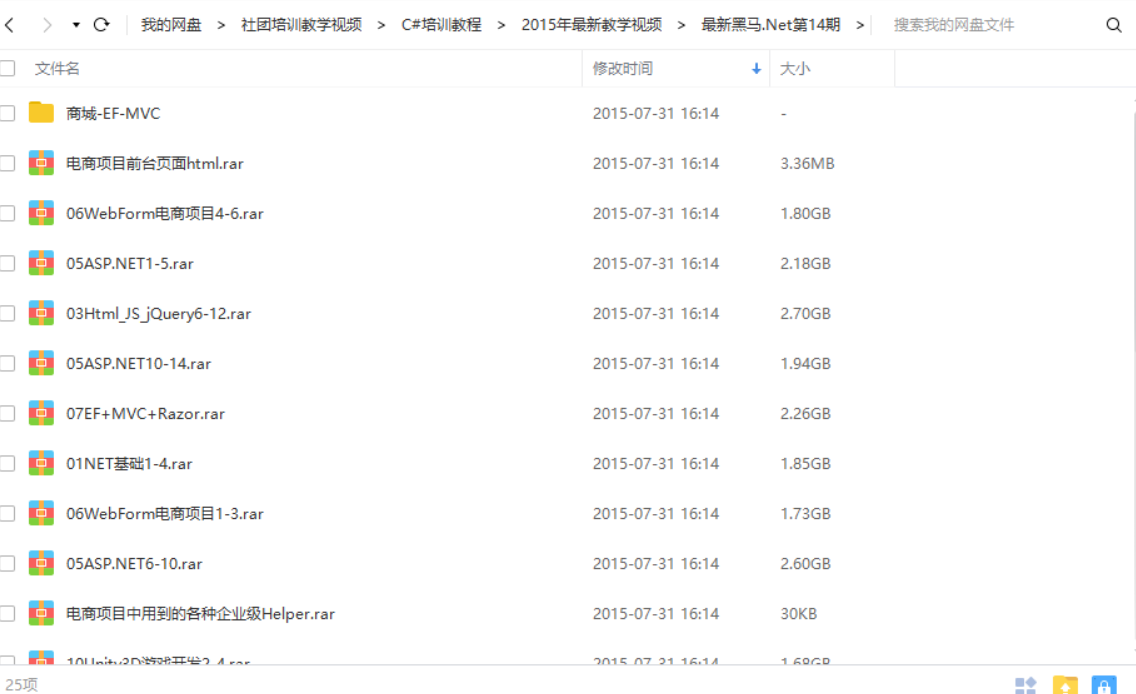 我的网盘 > 社团培训教学视频 > C#培训教程 > 2015年最新教学视频 > 最新黑马.Net第14期 > 搜索我的网盘文件
文件名 修改时间 大小
商城-EF-MVC 2015-07-31 16:14 -
电商项目前台页面html.rar 2015-07-31 16:14 3.36MB
06WebForm电商项目4-6.rar 2015-07-31 16:14 1.80GB
05ASP.NET1-5.rar 2015-07-31 16:14 2.18GB
03Html_JS_jQuery6-12.rar 2015-07-31 16:14 2.70GB
05ASP.NET10-14.rar 2015-07-31 16:14 1.94GB
07EF+MVC+Razor.rar 2015-07-31 16:14 2.26GB
01NET基础1-4.rar 2015-07-31 16:14 1.85GB
06WebForm电商项目1-3.rar 2015-07-31 16:14 1.73GB
05ASP.NET6-10.rar 2015-07-31 16:14 2.60GB
电商项目中用到的各种企业级Helper.rar 2015-07-31 16:14 30KB
10Unity3D游戏开发2-4.rar 2015-07-31 16:14 1.68GB
25项